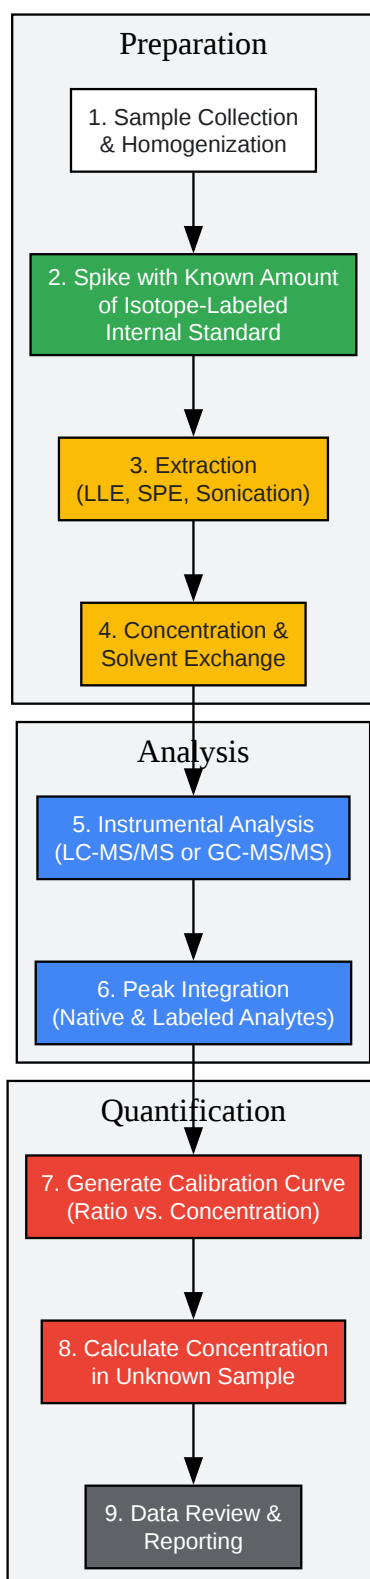 Preparation
1. Sample Collection
& Homogenization
2. Spike with Known Amount
of Isotope-Labeled
Internal Standard
3. Extraction
(LLE, SPE, Sonication)
4. Concentration &
Solvent Exchange
Analysis
5. Instrumental Analysis
(LC-MS/MS or GC-MS/MS)
6. Peak Integration
(Native & Labeled Analytes)
Quantification
7. Generate Calibration Curve
(Ratio vs. Concentration)
8. Calculate Concentration
in Unknown Sample
9. Data Review &
Reporting